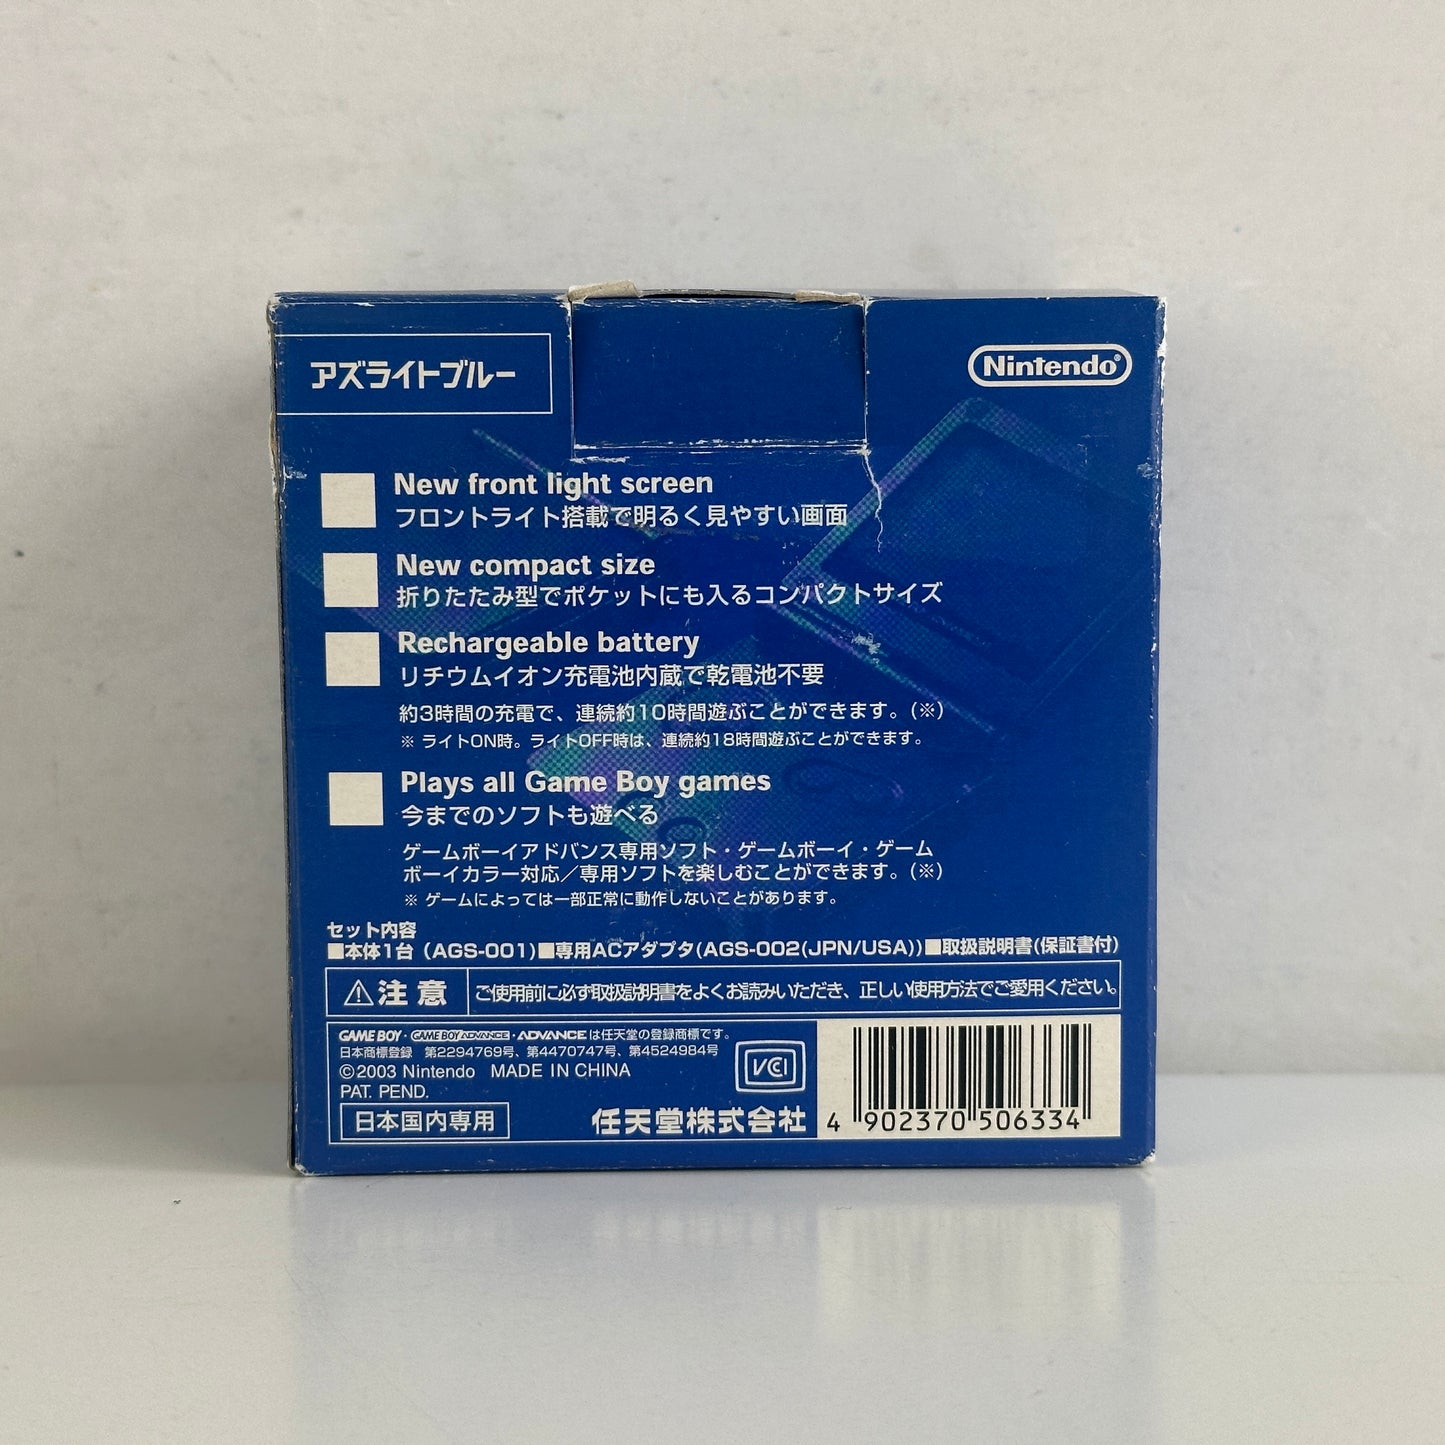 アズライトブルー
Nintendo®
New front light screen
フロントライト搭載で明るく見やすい画面
New compact size
折りたたみ型でポケットにも入るコンパクトサイズ
Rechargeable battery
リチウムイオン充電池内蔵で乾電池不要
約3時間の充電で、連続約10時間遊ぶことができます。(※)
※ ライトON時。ライトOFF時は、連続約18時間遊ぶことができます。
Plays all Game Boy games
今までのソフトも遊べる
ゲームボーイアドバンス専用ソフト・ゲームボーイ・ゲーム
ボーイカラー対応／専用ソフトを楽しむことができます。(※)
※ ゲームによっては一部正常に動作しないことがあります。
セット内容
■本体1台（AGS-001）■専用ACアダプタ(AGS-002(JPN/USA))■取扱説明書(保証書付)
⚠注意 ご使用前に必ず取扱説明書をよくお読みいただき、正しい使用方法でご愛用ください。
GAME BOY・GAME BOY ADVANCE・ADVANCEは任天堂の登録商標です。
日本商標登録 第2294769号、第4470747号、第4524984号
©2003 Nintendo MADE IN CHINA
PAT. PEND.
VCI
日本国内専用 任天堂株式会社
4 902370 506334